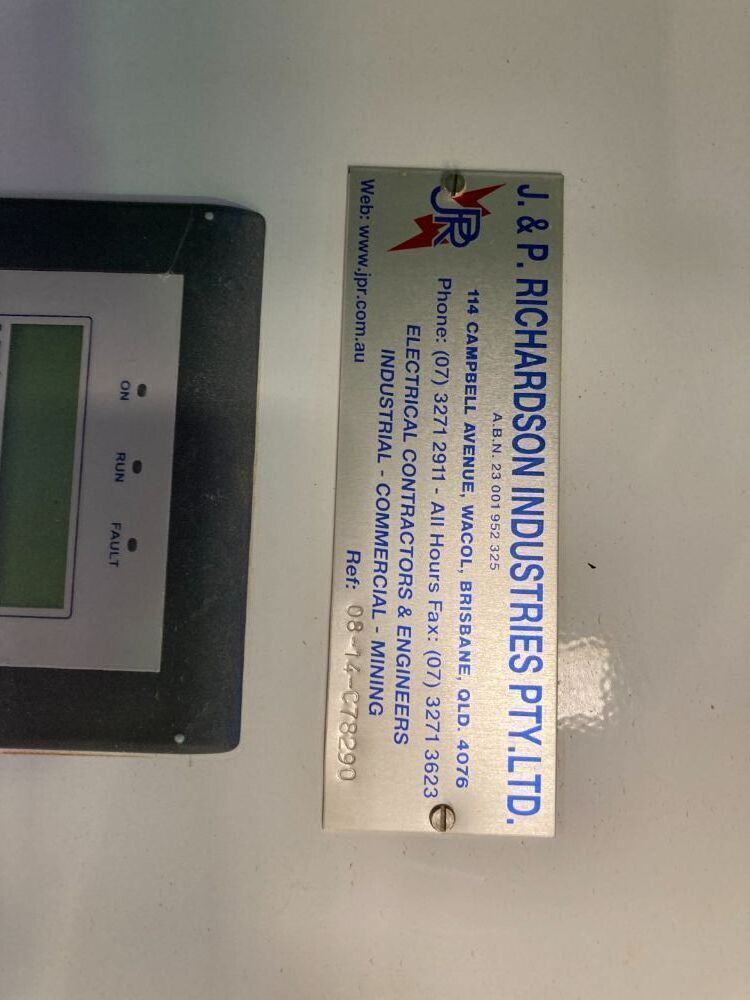 J. & P. RICHARDSON INDUSTRIES PTY.LTD.
A.B.N. 23 001 952 325
JPR
114 CAMPBELL AVENUE, WACOL, BRISBANE, QLD. 4076
Phone: (07) 3271 2911 - All Hours Fax: (07) 3271 3623
ELECTRICAL CONTRACTORS & ENGINEERS
INDUSTRIAL - COMMERCIAL - MINING
Web: www.jpr.com.au
Ref: 08-14-C78290
ON RUN FAULT